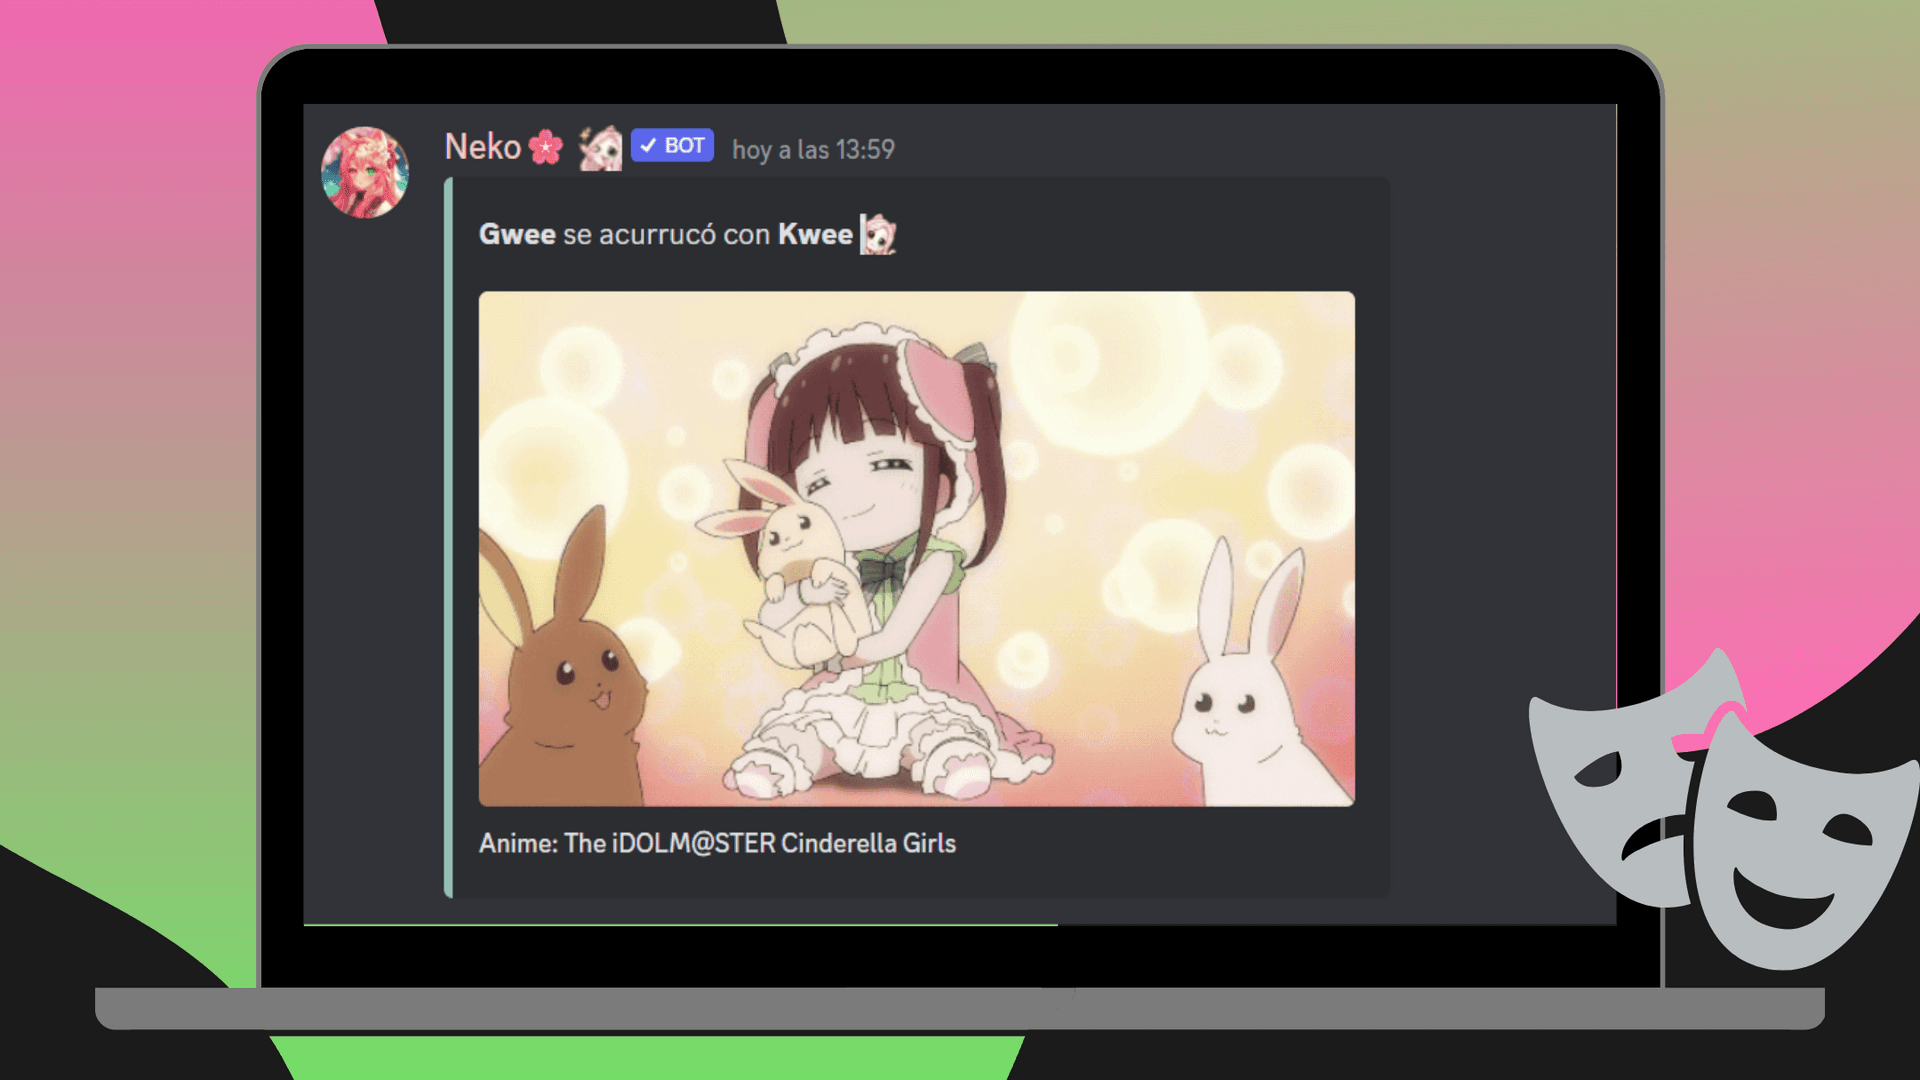 Neko🌸 BOT hoy a las 13:59
Gwee se acurrucó con Kwee
Anime: The iDOLM@STER Cinderella Girls